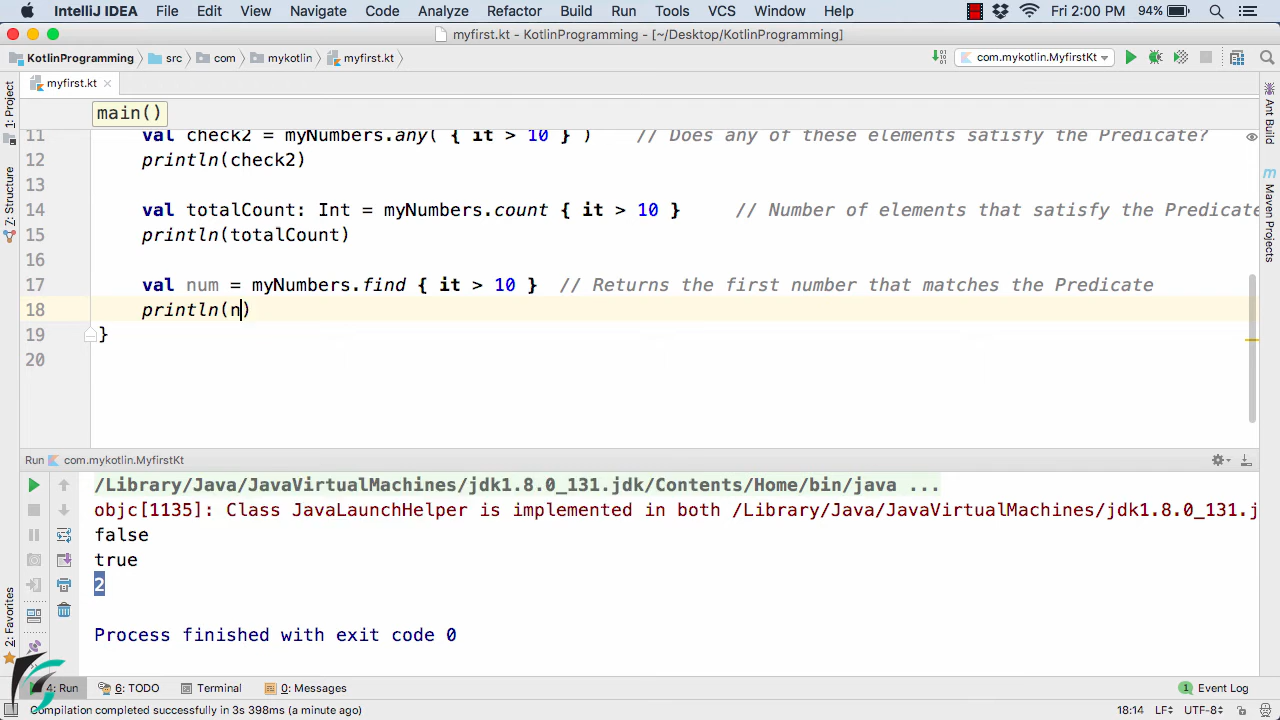 IntelliJ IDEA File Edit View Navigate Code Analyze Refactor Build Run Tools VCS Window Help Fri 2:00 PM 94%
myfirst.kt - KotlinProgramming - [~/Desktop/KotlinProgramming]
KotlinProgramming src com mykotlin myfirst.kt com.mykotlin.MyfirstKt
myfirst.kt
main()
11 val check2 = myNumbers.any( { it > 10 } ) // Does any of these elements satisfy the Predicate?
12 println(check2)
13
14 val totalCount: Int = myNumbers.count { it > 10 } // Number of elements that satisfy the Predicate
15 println(totalCount)
16
17 val num = myNumbers.find { it > 10 } // Returns the first number that matches the Predicate
18 println(n)
19 }
20
1: Project
7: Structure
2: Favorites
Ant Build
m Maven Projects
Run com.mykotlin.MyfirstKt
/Library/Java/JavaVirtualMachines/jdk1.8.0_131.jdk/Contents/Home/bin/java ...
objc[1135]: Class JavaLaunchHelper is implemented in both /Library/Java/JavaVirtualMachines/jdk1.8.0_131.j
false
true
2
Process finished with exit code 0
4: Run 6: TODO Terminal 0: Messages 1 Event Log
Compilation completed successfully in 3s 398ms (a minute ago) 18:14 LF UTF-8